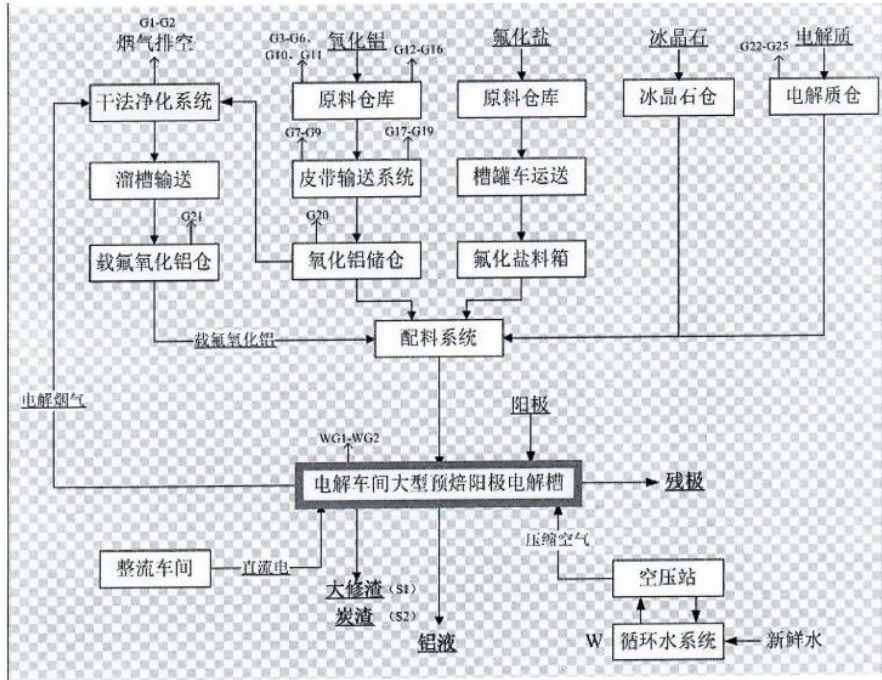 G1-G2
烟气排空
G3-G6、
G10、G11
氧化铝
G12-G16
氟化盐
冰晶石
G22-G25
电解质
干法净化系统
原料仓库
原料仓库
冰晶石仓
电解质仓
G7-G9
G17-G19
溜槽输送
皮带输送系统
槽罐车运送
G21
G20
载氟氧化铝仓
氧化铝储仓
氟化盐料箱
载氟氧化铝
配料系统
电解烟气
阳极
WG1-WG2
电解车间大型预焙阳极电解槽
残极
压缩空气
整流车间
直流电
空压站
大修渣（S1）
炭渣（S2）
铝液
W
循环水系统
新鲜水